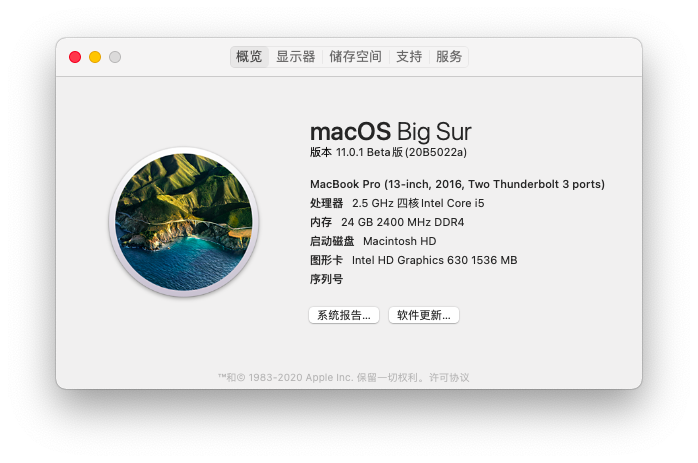 概览 显示器 储存空间 支持 服务
macOS Big Sur
版本 11.0.1 Beta版 (20B5022a)
MacBook Pro (13-inch, 2016, Two Thunderbolt 3 ports)
处理器 2.5 GHz 四核Intel Core i5
内存 24 GB 2400 MHz DDR4
启动磁盘 Macintosh HD
图形卡 Intel HD Graphics 630 1536 MB
序列号
系统报告... 软件更新...
™和© 1983-2020 Apple Inc. 保留一切权利。许可协议